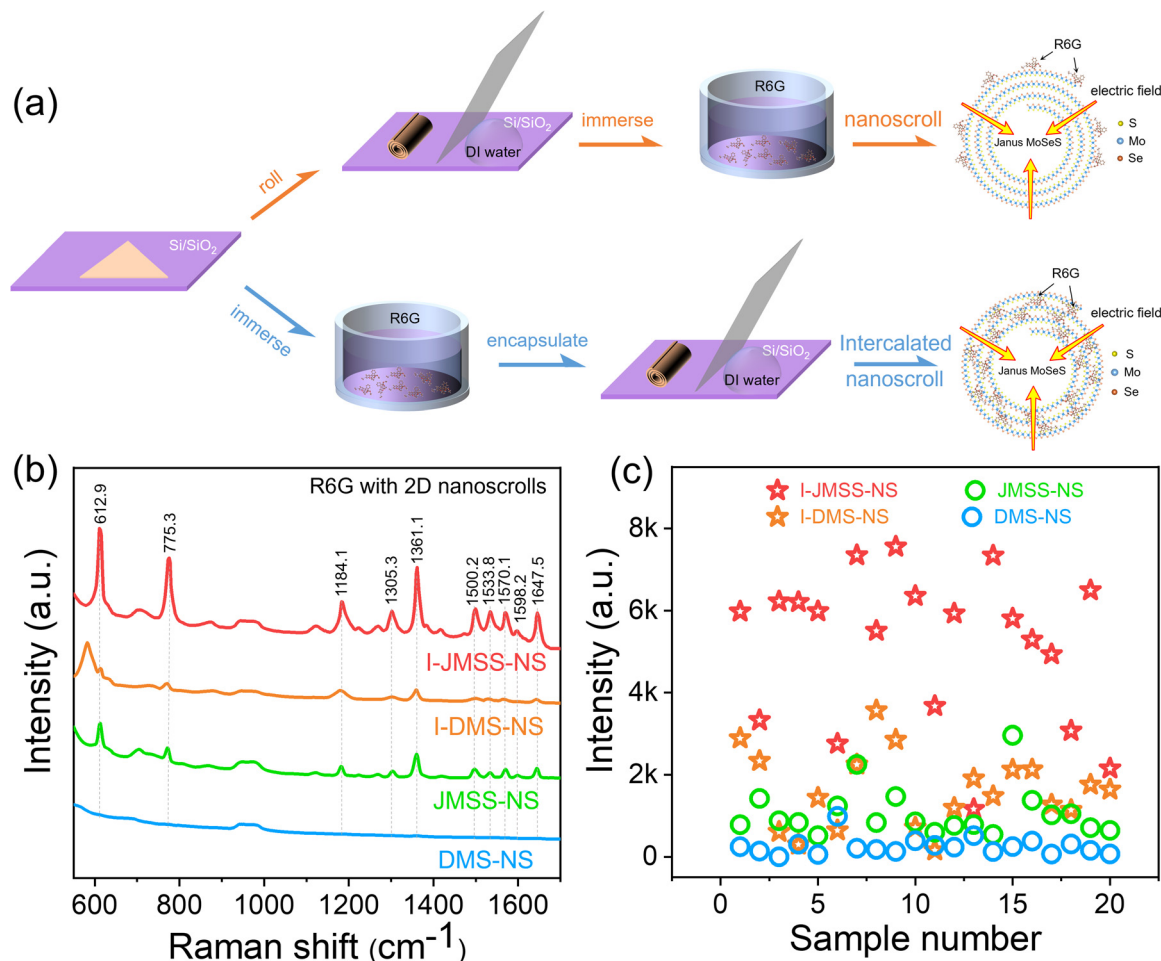 (a)
roll
Si/SiO2
DI water
immerse
R6G
nanoscroll
R6G
electric field
Janus MoSeS
S
Mo
Se
Si/SiO2
immerse
R6G
encapsulate
Si/SiO2
DI water
Intercalated
nanoscroll
R6G
electric field
Janus MoSeS
S
Mo
Se
(b)
R6G with 2D nanoscrolls
612.9
775.3
1184.1
1305.3
1361.1
1500.2
1533.8
1570.1
1598.2
1647.5
I-JMSS-NS
I-DMS-NS
JMSS-NS
DMS-NS
Intensity (a.u.)
600 800 1000 1200 1400 1600
Raman shift (cm-1)
(c)
I-JMSS-NS
JMSS-NS
I-DMS-NS
DMS-NS
Intensity (a.u.)
8k
6k
4k
2k
0
0 5 10 15 20
Sample number